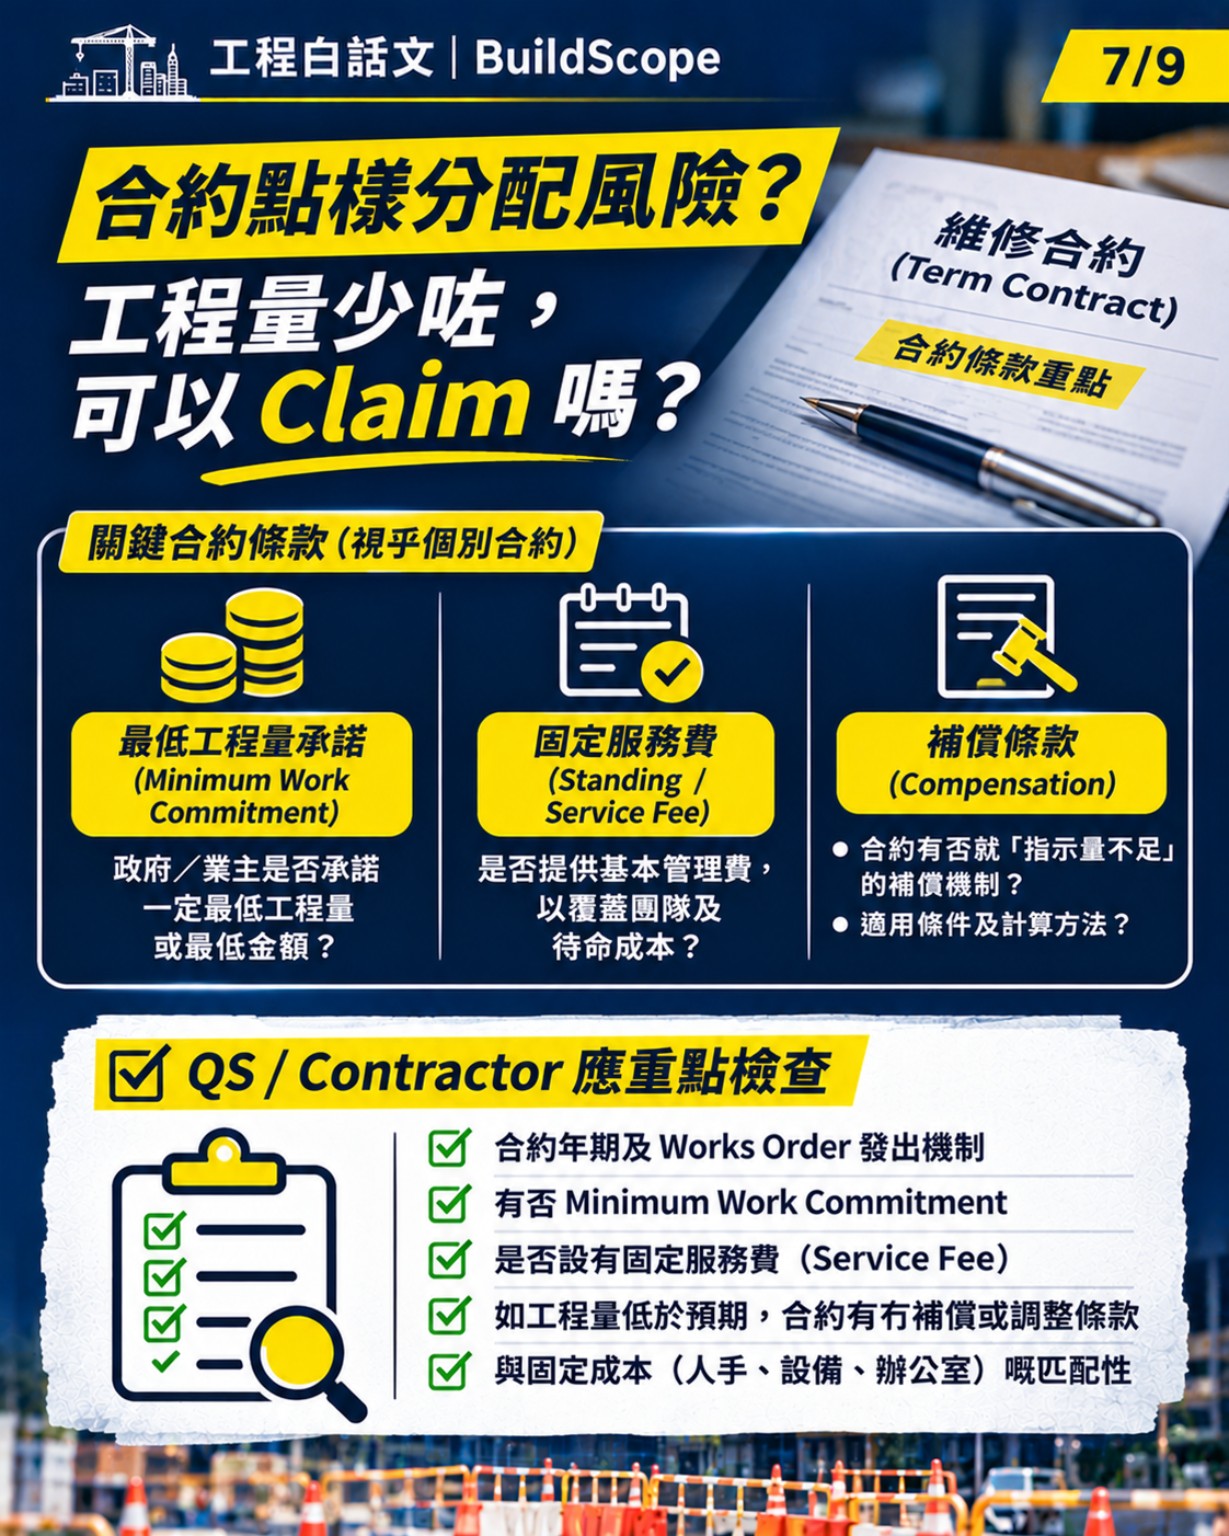 工程白話文｜BuildScope
7/9
合約點樣分配風險？
工程量少咗，
可以 Claim 嗎？
維修合約
(Term Contract)
合約條款重點
關鍵合約條款（視乎個別合約）
最低工程量承諾
(Minimum Work
Commitment)
政府／業主是否承諾
一定最低工程量
或最低金額？
固定服務費
(Standing /
Service Fee)
是否提供基本管理費，
以覆蓋團隊及
待命成本？
補償條款
(Compensation)
● 合約有否就「指示量不足」
的補償機制？
● 適用條件及計算方法？
QS / Contractor 應重點檢查
合約年期及 Works Order 發出機制
有否 Minimum Work Commitment
是否設有固定服務費（Service Fee）
如工程量低於預期，合約有冇補償或調整條款
與固定成本（人手、設備、辦公室）嘅匹配性